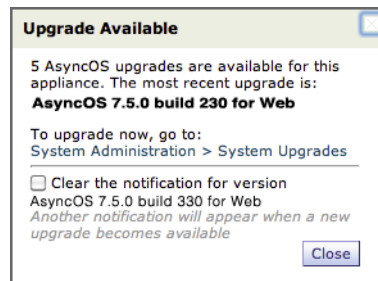 Upgrade Available
5 AsyncOS upgrades are available for this
appliance. The most recent upgrade is:
AsyncOS 7.5.0 build 230 for Web
To upgrade now, go to:
System Administration > System Upgrades
Clear the notification for version
AsyncOS 7.5.0 build 330 for Web
Another notification will appear when a new
upgrade becomes available
Close